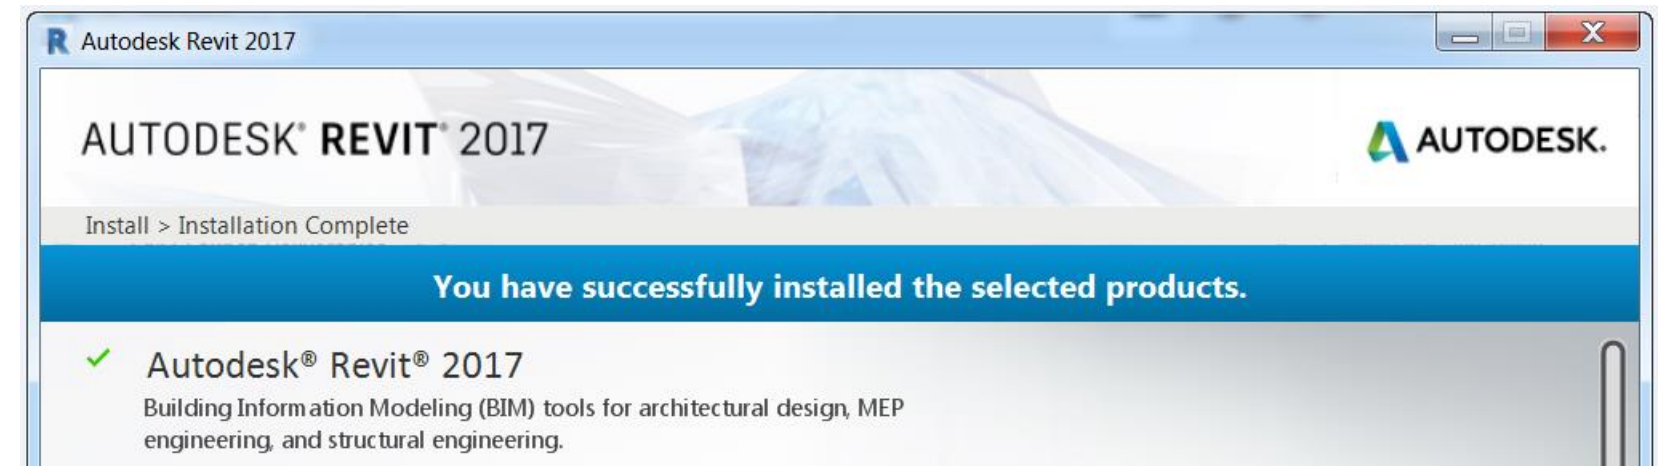 Autodesk Revit 2017
AUTODESK® REVIT® 2017
AUTODESK.
Install > Installation Complete
You have successfully installed the selected products.
Autodesk® Revit® 2017
Building Information Modeling (BIM) tools for architectural design, MEP
engineering, and structural engineering.